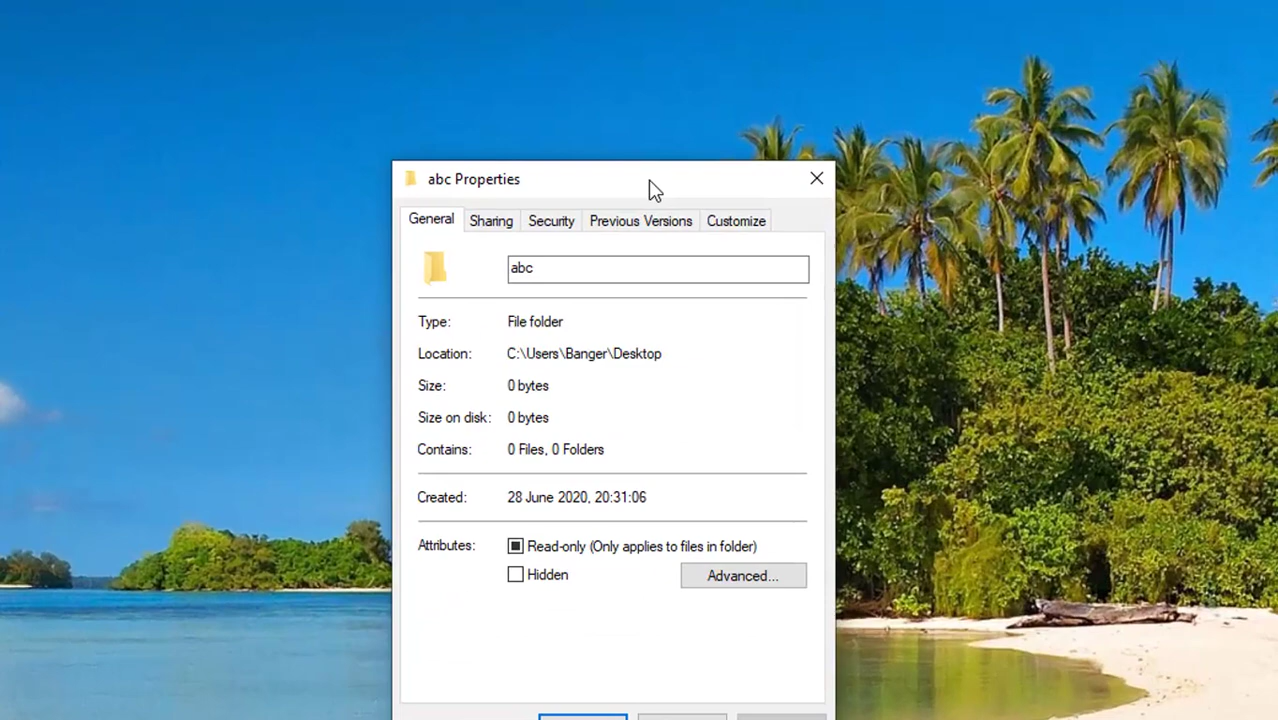 abc Properties
General Sharing Security Previous Versions Customize
abc
Type: File folder
Location: C:\Users\Banger\Desktop
Size: 0 bytes
Size on disk: 0 bytes
Contains: 0 Files, 0 Folders
Created: 28 June 2020, 20:31:06
Attributes: Read-only (Only applies to files in folder)
Hidden Advanced...